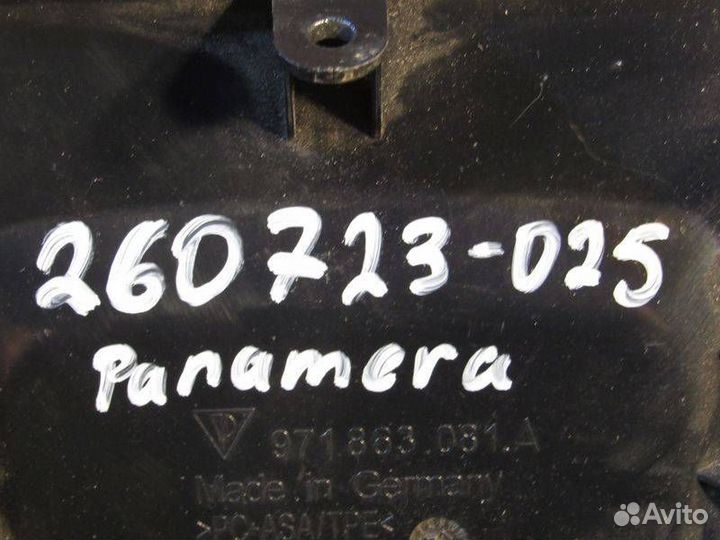 260723-025
Panamera
971.863.081.A
Made in Germany
>PC-ASA/TPE<
Avito